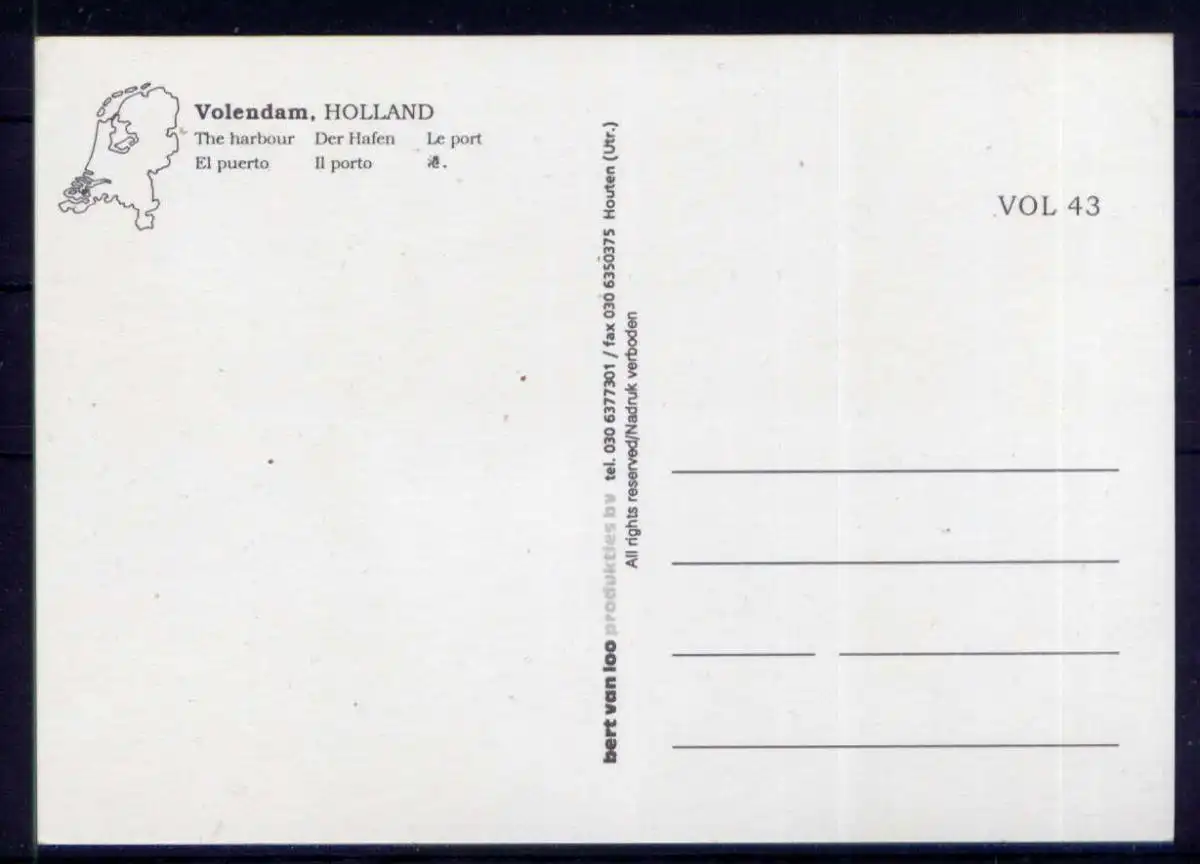 Volendam, HOLLAND
The harbour Der Hafen Le port
El puerto Il porto 港.
VOL 43
bert van loo produkties bv tel. 030 6377301 / fax 030 6350375 Houten (Utr.)
All rights reserved/Nadruk verboden